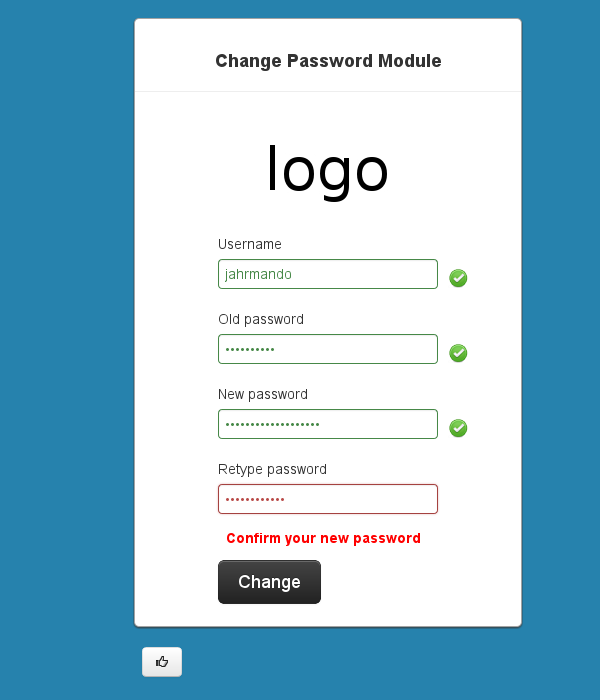 Change Password Module
logo
Username
jahrmando
Old password
••••••••••
New password
•••••••••••••••••••
Retype password
••••••••••••
Confirm your new password
Change